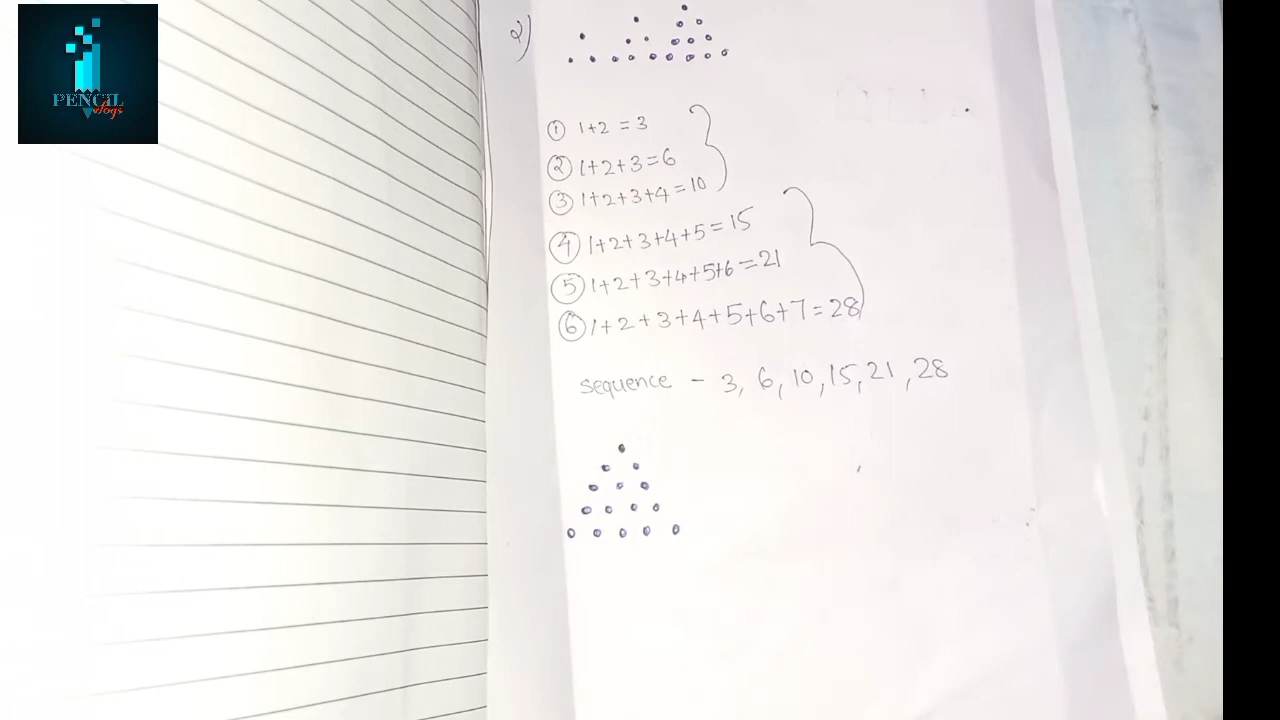 PENCIL
vlogs
2)
① 1+2 = 3
② 1+2+3=6
③ 1+2+3+4=10
④ 1+2+3+4+5=15
⑤ 1+2+3+4+5+6=21
⑥ 1+2+3+4+5+6+7=28
Sequence - 3, 6, 10, 15, 21, 28